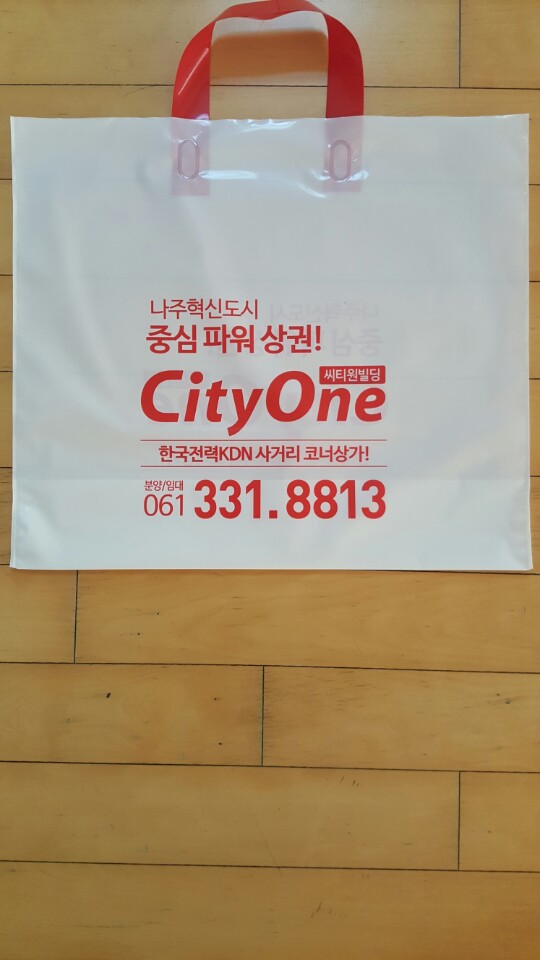 나주혁신도시
중심 파워 상권!
CityOne 씨티원빌딩
한국전력KDN 사거리 코너상가!
분양/임대
061 331.8813